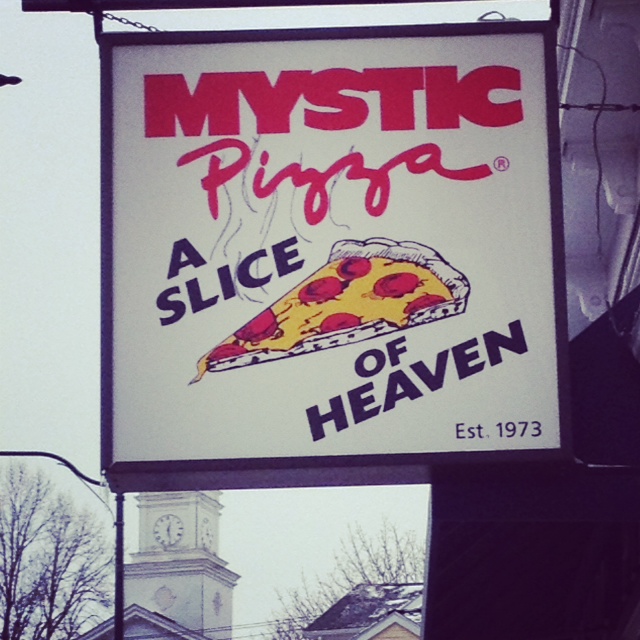 MYSTIC
Pizza®
A
SLICE
OF
HEAVEN
Est. 1973